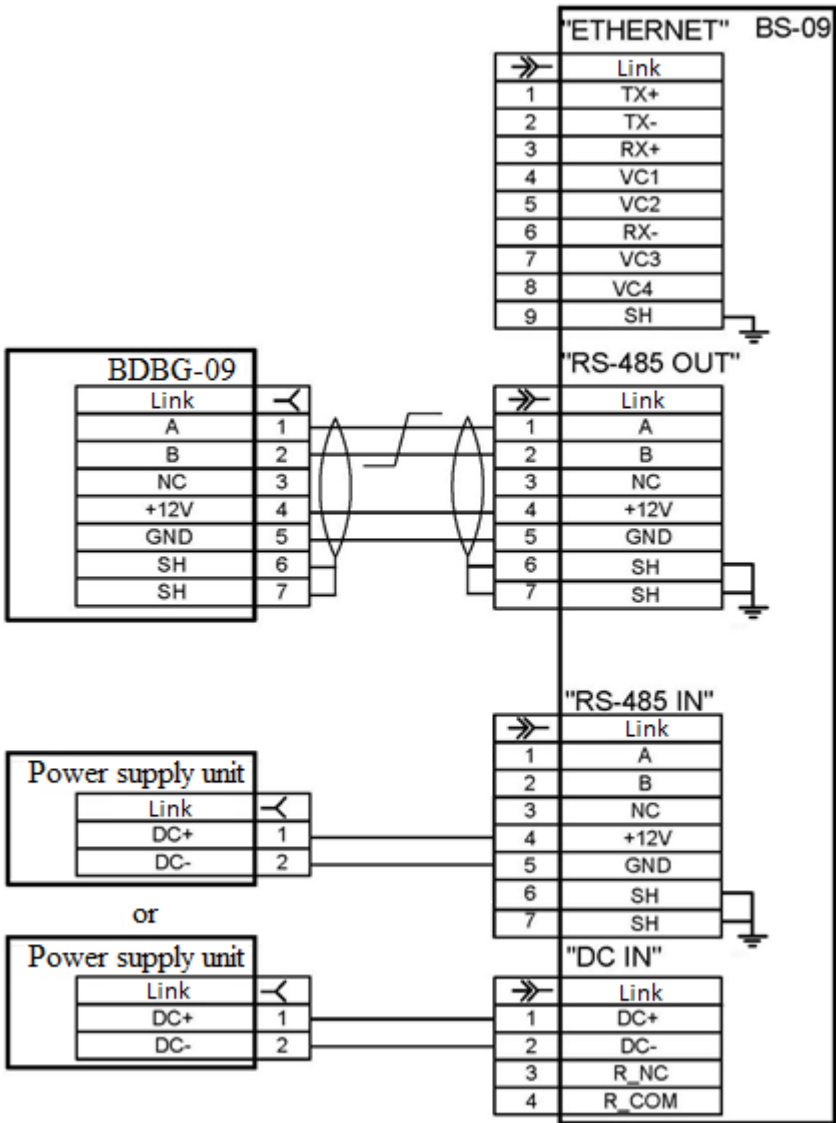 "ETHERNET" BS-09
Link
1 TX+
2 TX-
3 RX+
4 VC1
5 VC2
6 RX-
7 VC3
8 VC4
9 SH
BDBG-09
Link
A 1
B 2
NC 3
+12V 4
GND 5
SH 6
SH 7
"RS-485 OUT"
Link
1 A
2 B
3 NC
4 +12V
5 GND
6 SH
7 SH
"RS-485 IN"
Link
1 A
2 B
3 NC
4 +12V
5 GND
6 SH
7 SH
Power supply unit
Link
DC+ 1
DC- 2
or
Power supply unit
Link
DC+ 1
DC- 2
"DC IN"
Link
1 DC+
2 DC-
3 R_NC
4 R_COM